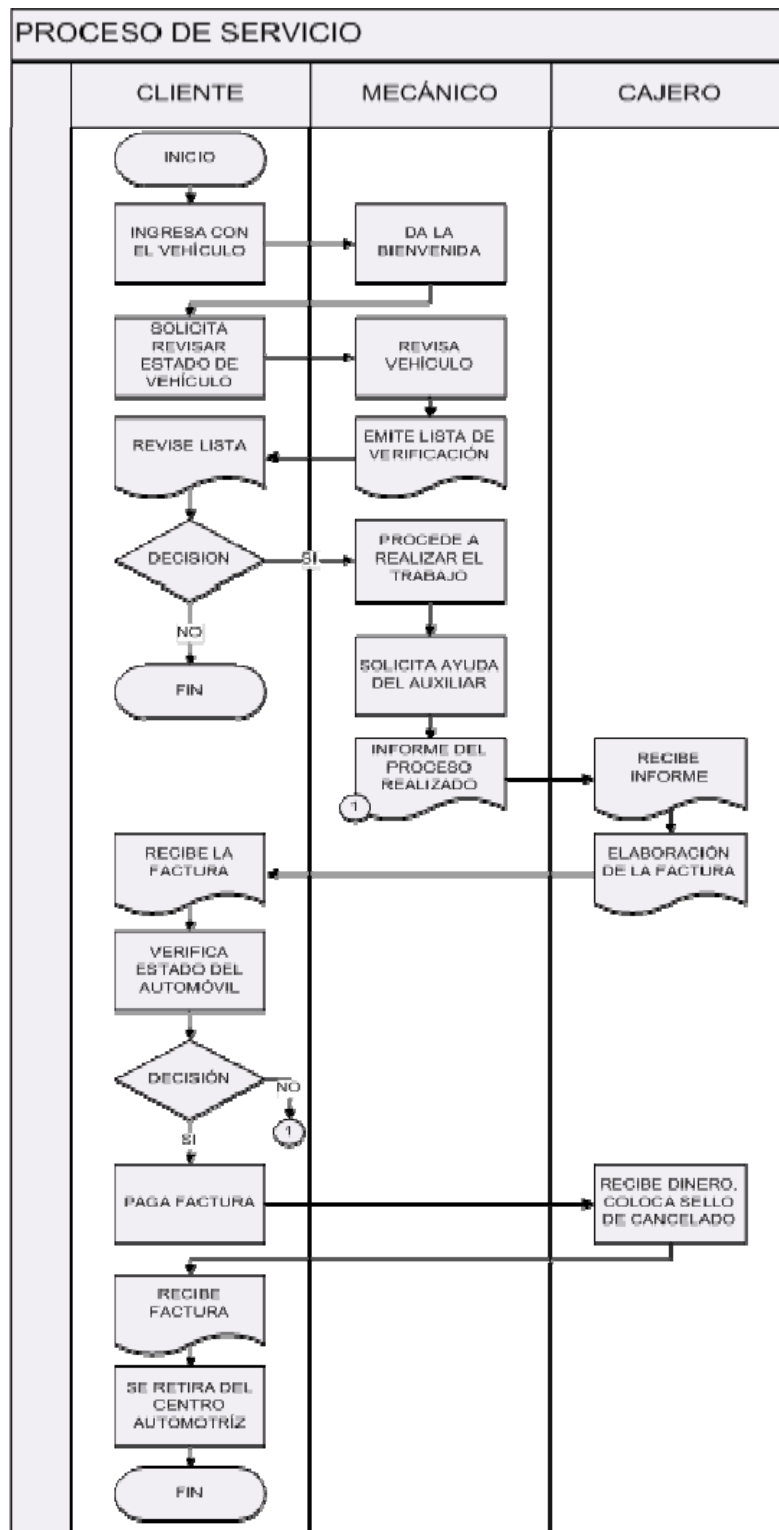 PROCESO DE SERVICIO
CLIENTE
MECÁNICO
CAJERO
INICIO
INGRESA CON
EL VEHÍCULO
DA LA
BIENVENIDA
SOLICITA
REVISAR
ESTADO DE
VEHÍCULO
REVISA
VEHÍCULO
REVISE LISTA
EMITE LISTA DE
VERIFICACIÓN
DECISION
SI
PROCEDE A
REALIZAR EL
TRABAJO
NO
FIN
SOLICITA AYUDA
DEL AUXILIAR
INFORME DEL
PROCESO
REALIZADO
1
RECIBE
INFORME
RECIBE LA
FACTURA
ELABORACIÓN
DE LA FACTURA
VERIFICA
ESTADO DEL
AUTOMÓVIL
DECISIÓN
NO
1
SI
PAGA FACTURA
RECIBE DINERO.
COLOCA SELLO
DE CANCELADO
RECIBE
FACTURA
SE RETIRA DEL
CENTRO
AUTOMOTRÍZ
FIN